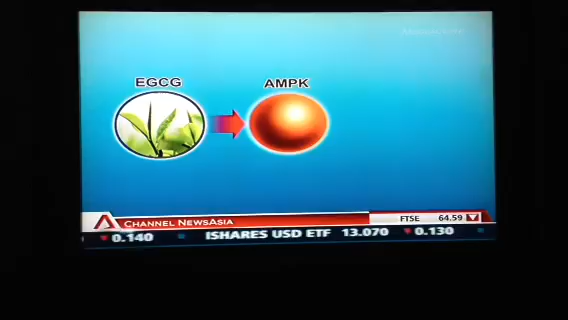 EGCG
AMPK
CHANNEL NEWSASIA
FTSE 64.59
0.140 ISHARES USD ETF 13.070 0.130